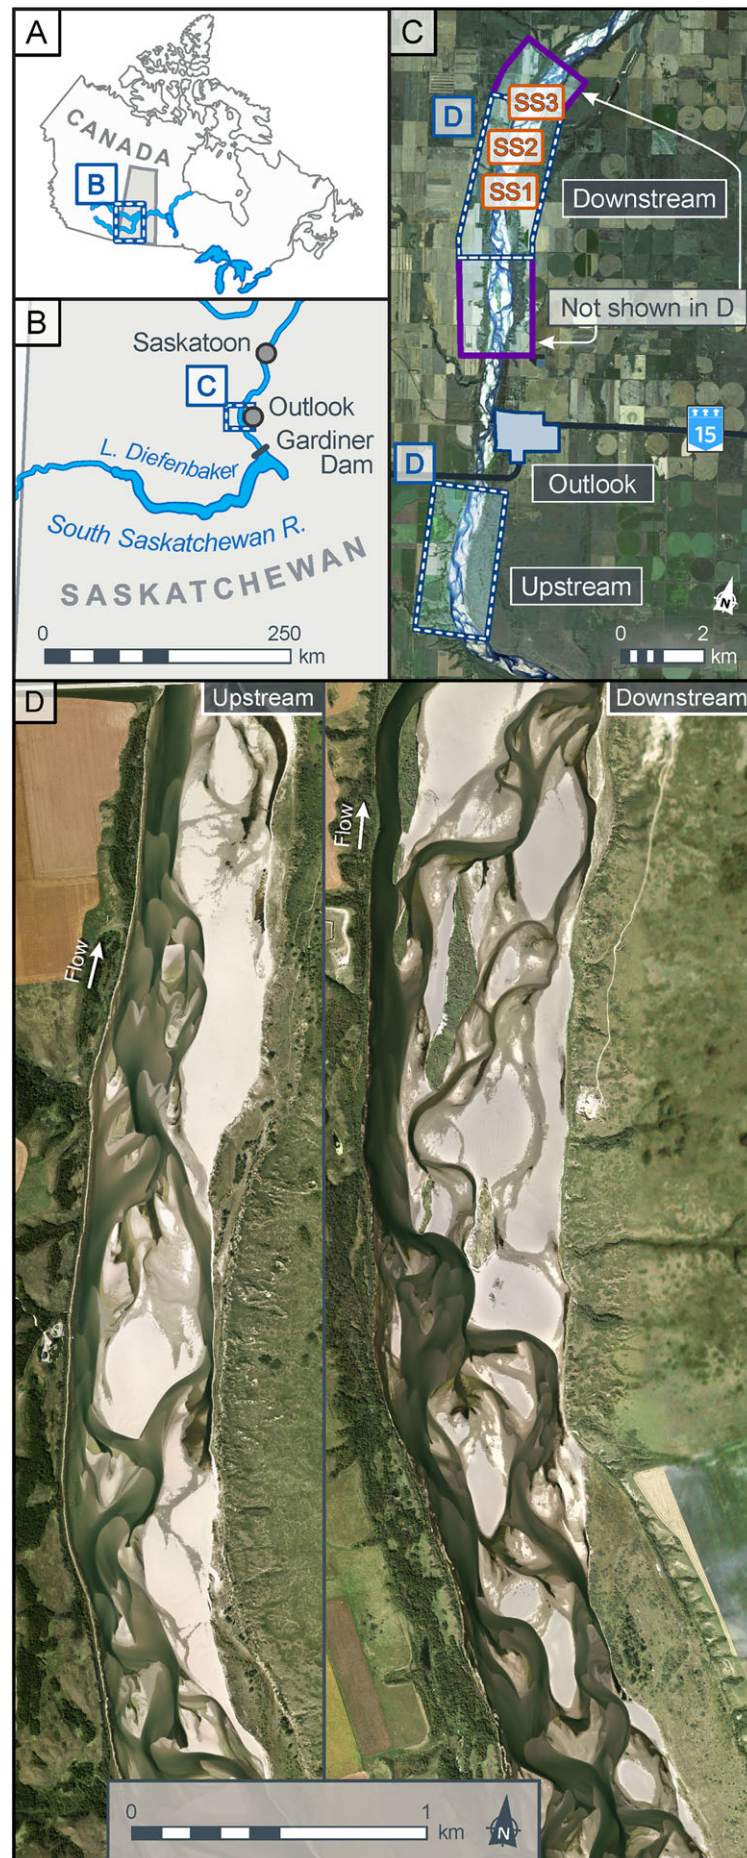 A
CANADA
B
B
Saskatoon
C
Outlook
Gardiner
Dam
L. Diefenbaker
South Saskatchewan R.
SASKATCHEWAN
0 250
km
C
D
SS3
SS2
SS1
Downstream
Not shown in D
15
D
Outlook
Upstream
N
0 2
km
D
Upstream
Downstream
Flow
Flow
0 1
km
N